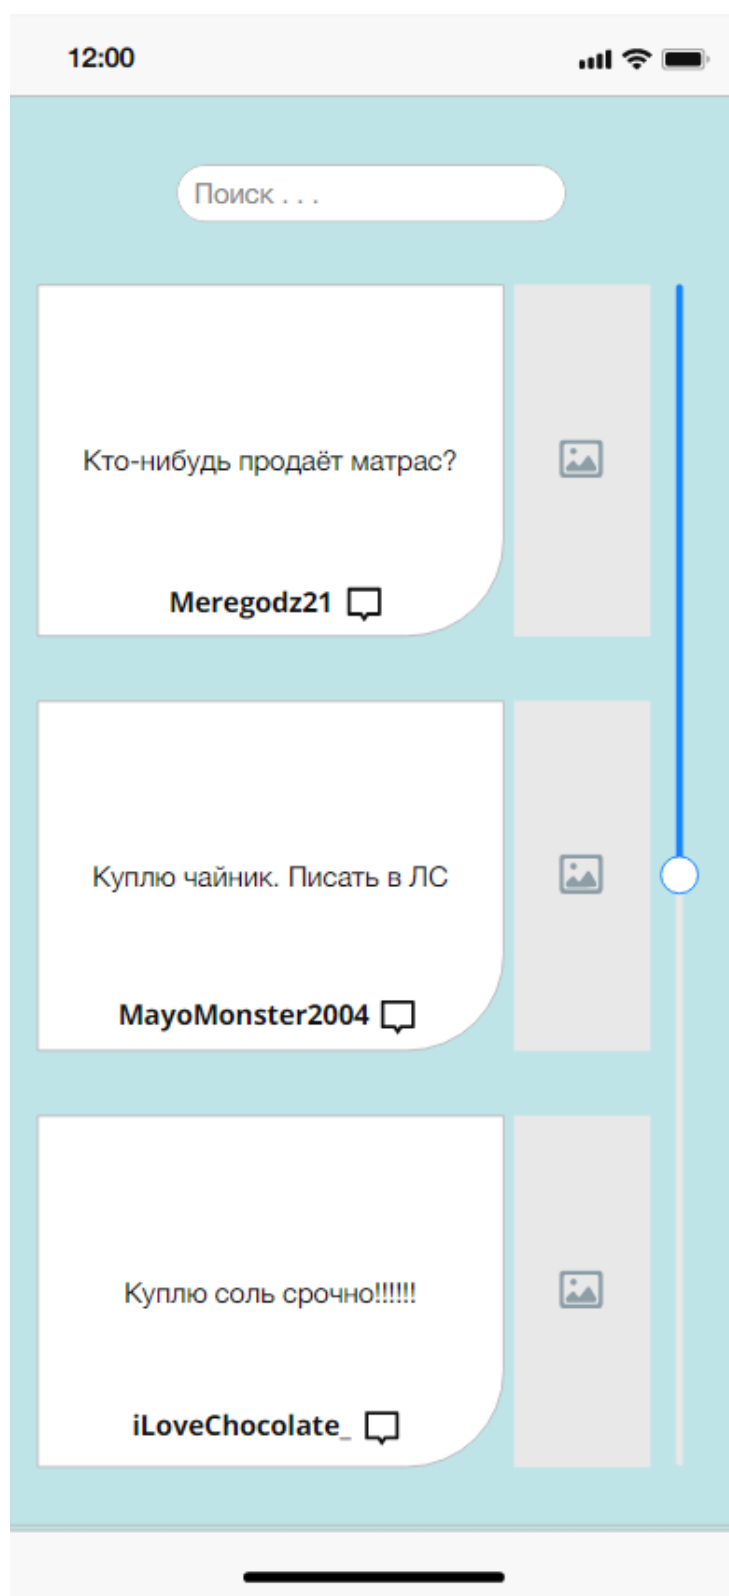 12:00
Поиск . . .
Кто-нибудь продаёт матрас?
Meregodz21
Куплю чайник. Писать в ЛС
MayoMonster2004
Куплю соль срочно!!!!!!
iLoveChocolate_